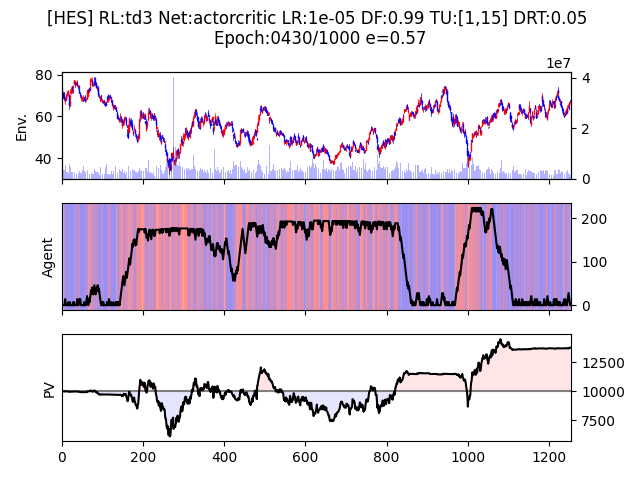 [HES] RL:td3 Net:actorcritic LR:1e-05 DF:0.99 TU:[1,15] DRT:0.05
Epoch:0430/1000 e=0.57
1e7
80
60
40
Env.
4
2
0
Agent
200
100
0
PV
12500
10000
7500
0 200 400 600 800 1000 1200